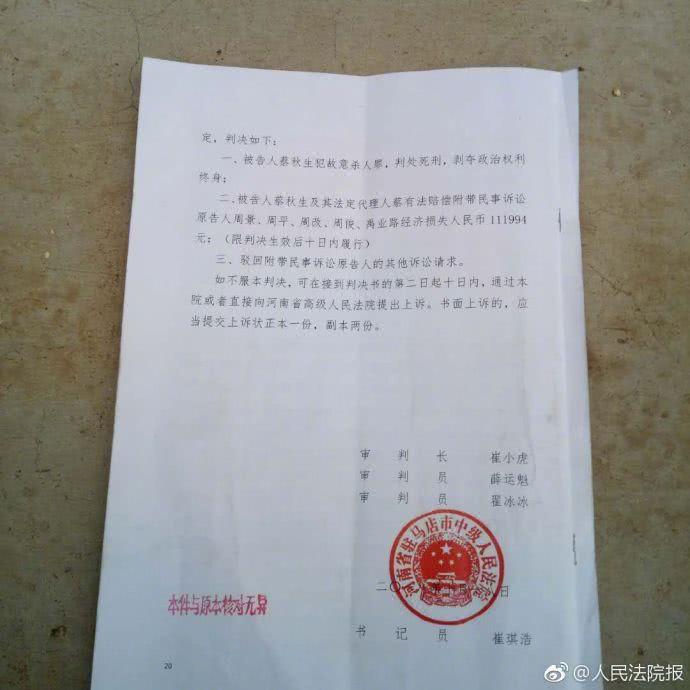 定，判决如下：
一、被告人蔡秋生犯故意杀人罪，判处死刑，剥夺政治权利
终身；
二、被告人蔡秋生及其法定代理人蔡有法赔偿附带民事诉讼
原告人周景、周平、周改、周俊、禹业路经济损失人民币 111994
元；（限判决生效后十日内履行）
三、驳回附带民事诉讼原告人的其他诉讼请求。
如不服本判决，可在接到判决书的第二日起十日内，通过本
院或者直接向河南省高级人民法院提出上诉。书面上诉的，应
当提交上诉状正本一份，副本两份。
审 判 长 崔小虎
审 判 员 薛运魁
审 判 员 翟冰冰
河南省驻马店市中级人民法院
二〇 日
本件与原本核对无异
书 记 员 崔琪浩
20
@人民法院报